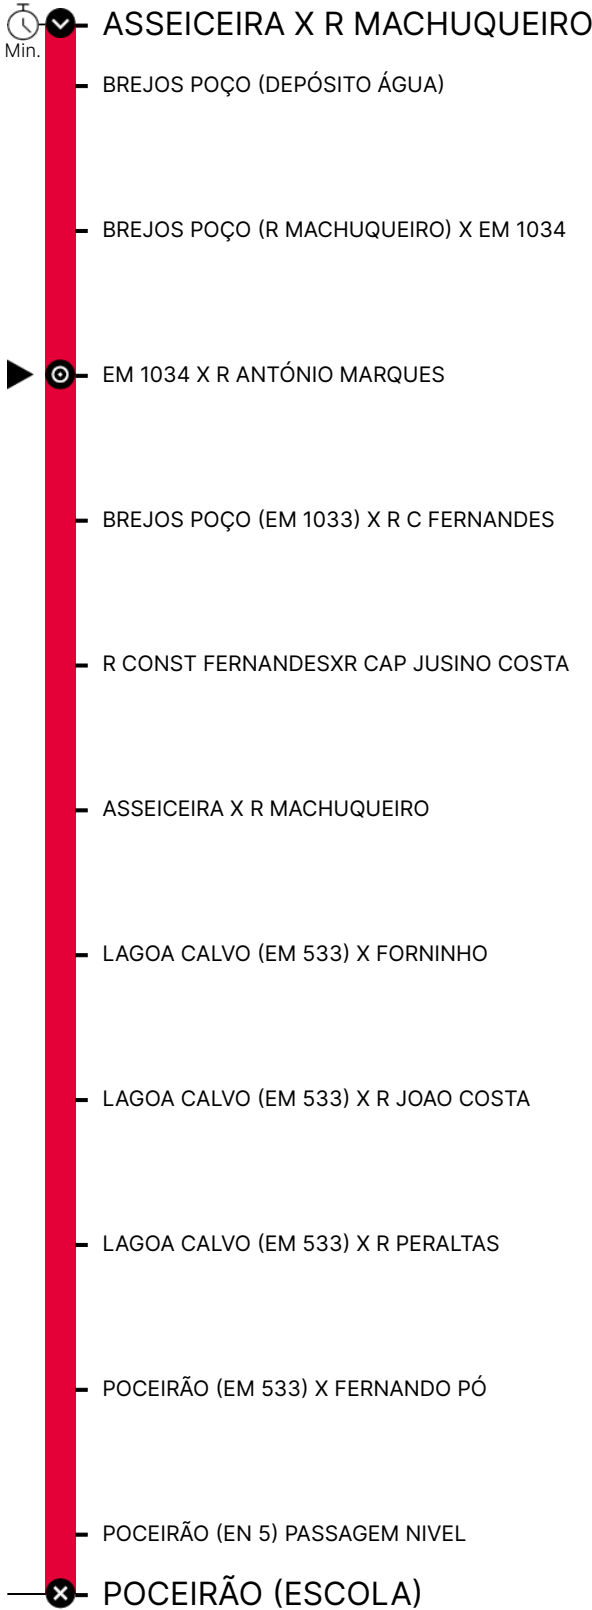 ASSEICEIRA X R MACHUQUEIRO
Min.
BREJOS POÇO (DEPÓSITO ÁGUA)
BREJOS POÇO (R MACHUQUEIRO) X EM 1034
EM 1034 X R ANTÓNIO MARQUES
BREJOS POÇO (EM 1033) X R C FERNANDES
R CONST FERNANDESXR CAP JUSINO COSTA
ASSEICEIRA X R MACHUQUEIRO
LAGOA CALVO (EM 533) X FORNINHO
LAGOA CALVO (EM 533) X R JOAO COSTA
LAGOA CALVO (EM 533) X R PERALTAS
POCEIRÃO (EM 533) X FERNANDO PÓ
POCEIRÃO (EN 5) PASSAGEM NIVEL
POCEIRÃO (ESCOLA)